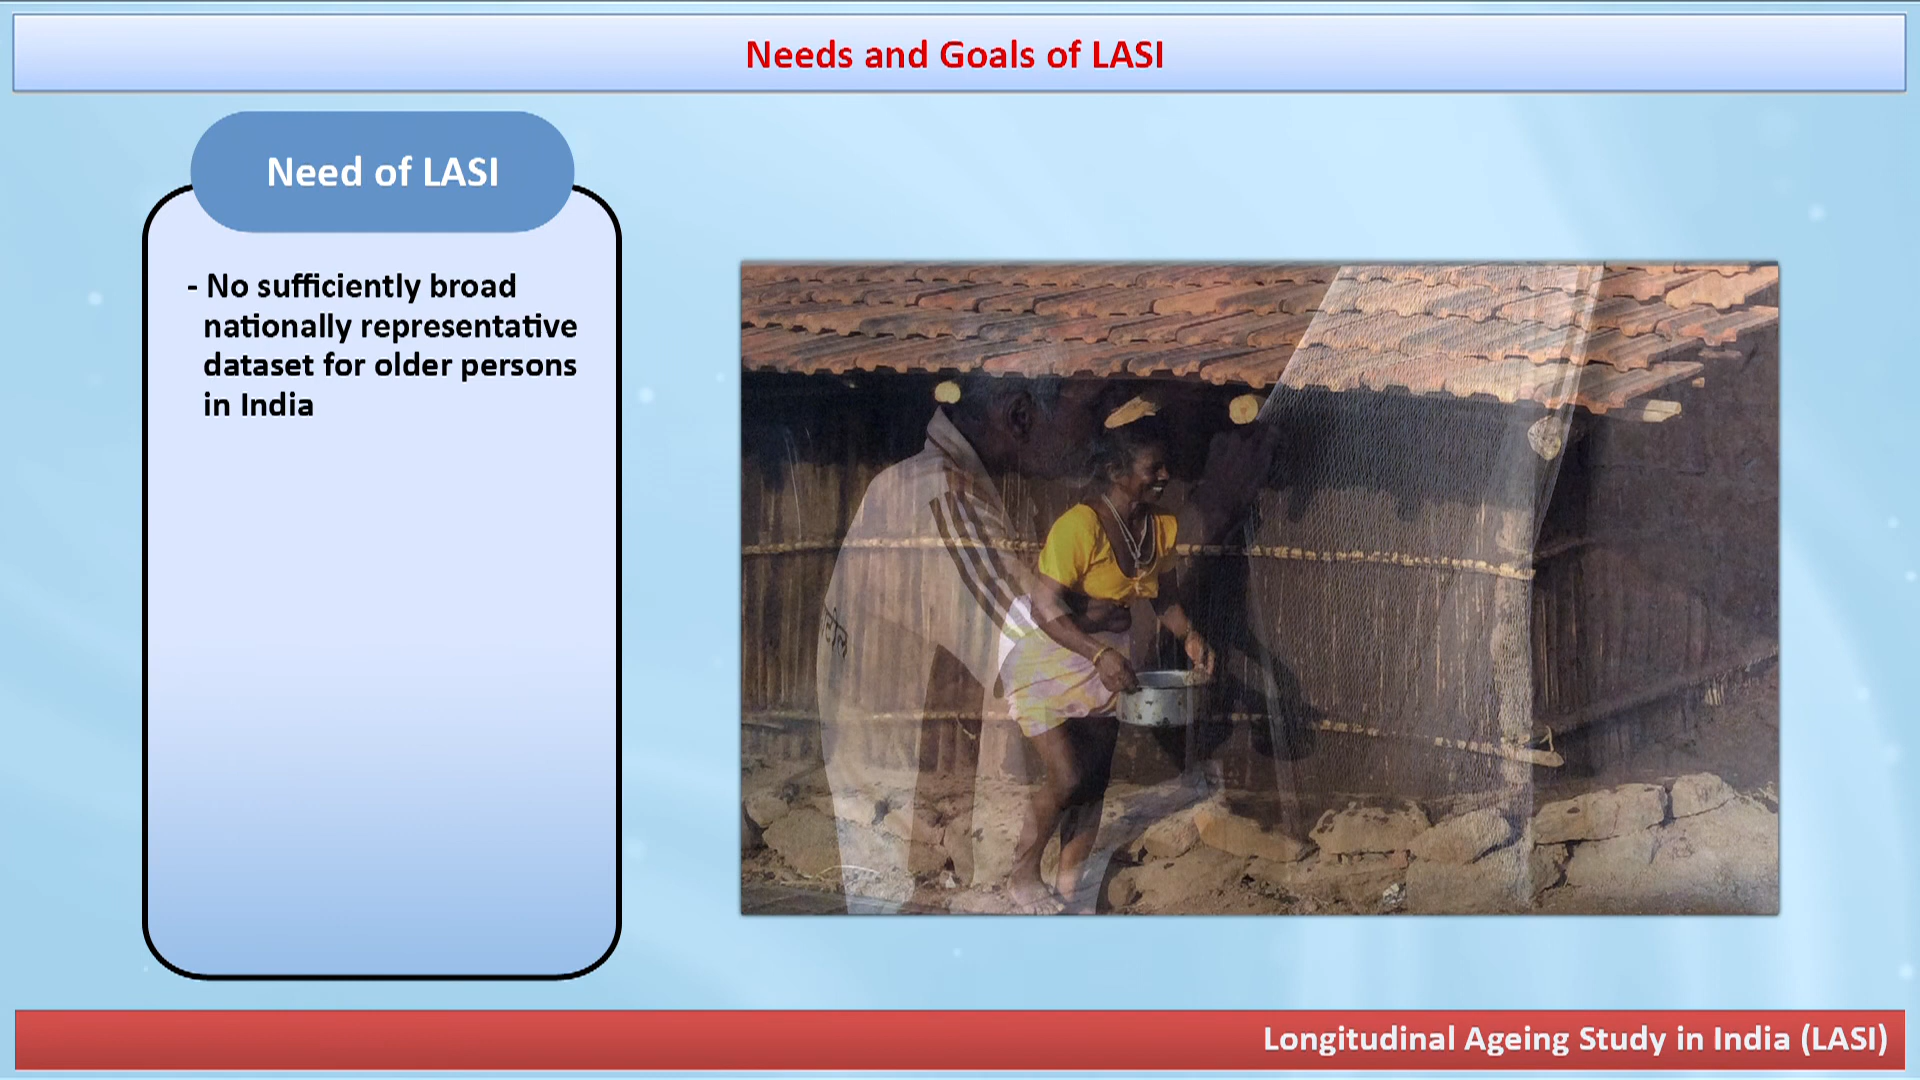 Needs and Goals of LASI
Need of LASI
- No sufficiently broad
nationally representative
dataset for older persons
in India
Longitudinal Ageing Study in India (LASI)